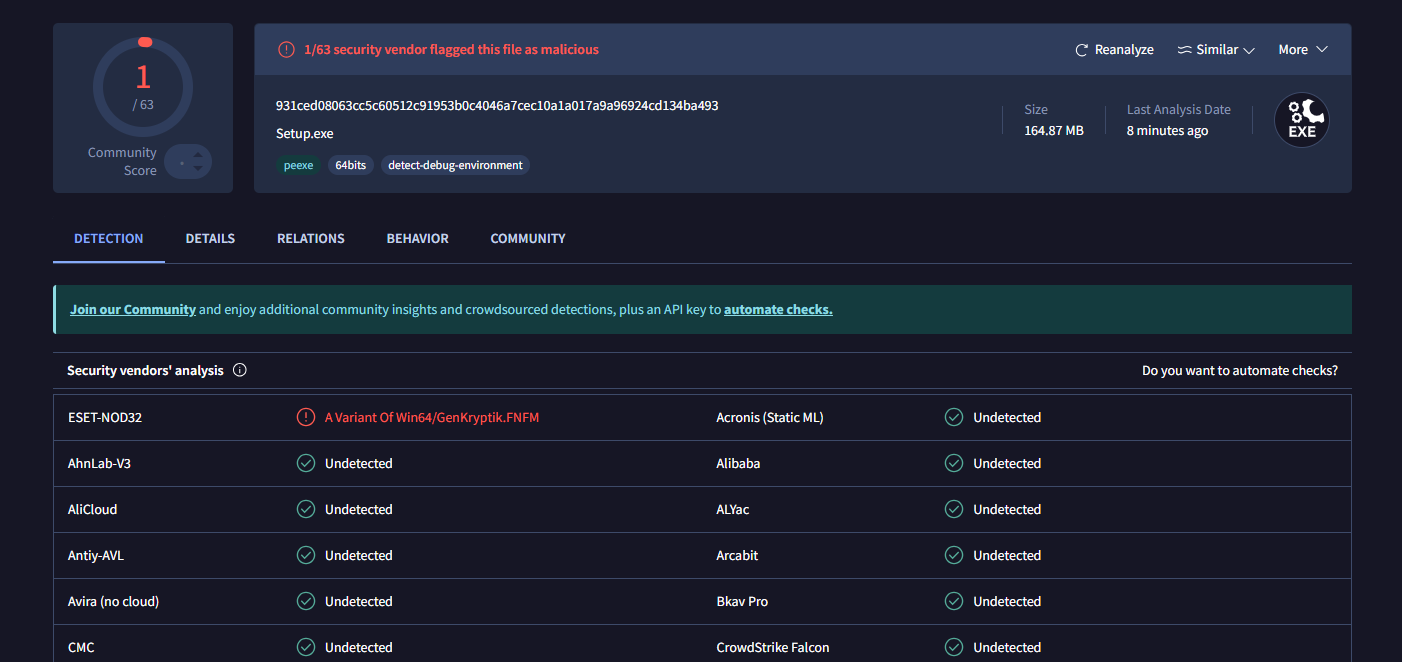 1
/ 63
Community
Score
1/63 security vendor flagged this file as malicious
Reanalyze
Similar
More
931ced08063cc5c60512c91953b0c4046a7cec10a1a017a9a96924cd134ba493
Setup.exe
peexe
64bits
detect-debug-environment
Size
164.87 MB
Last Analysis Date
8 minutes ago
EXE
DETECTION
DETAILS
RELATIONS
BEHAVIOR
COMMUNITY
Join our Community and enjoy additional community insights and crowdsourced detections, plus an API key to automate checks.
Security vendors' analysis
Do you want to automate checks?
ESET-NOD32
A Variant Of Win64/GenKryptik.FNFM
Acronis (Static ML)
Undetected
AhnLab-V3
Undetected
Alibaba
Undetected
AliCloud
Undetected
ALYac
Undetected
Antiy-AVL
Undetected
Arcabit
Undetected
Avira (no cloud)
Undetected
Bkav Pro
Undetected
CMC
Undetected
CrowdStrike Falcon
Undetected